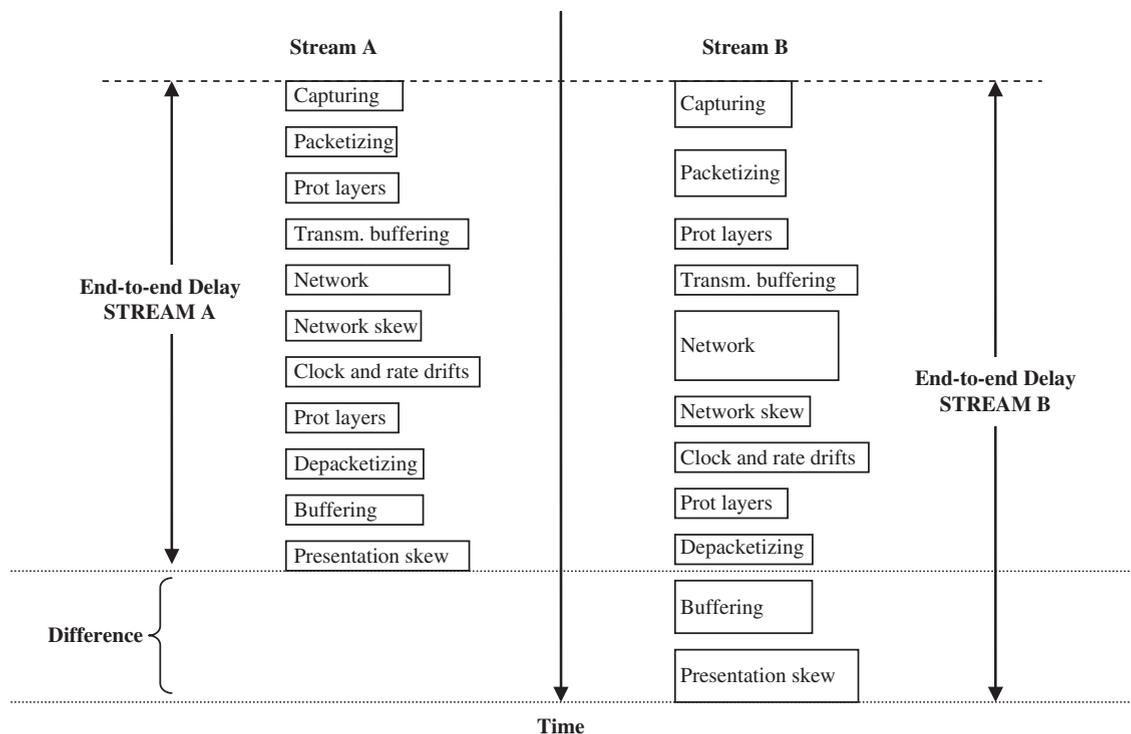 Stream A
Stream B
Capturing
Packetizing
Prot layers
Transm. buffering
Network
Network skew
Clock and rate drifts
Prot layers
Depacketizing
Buffering
Presentation skew
Capturing
Packetizing
Prot layers
Transm. buffering
Network
Network skew
Clock and rate drifts
Prot layers
Depacketizing
Buffering
Presentation skew
End-to-end Delay
STREAM A
End-to-end Delay
STREAM B
Difference
Time